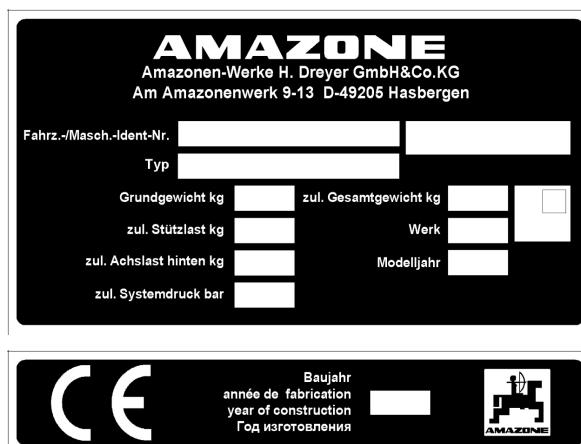 AMAZONE
Amazonen-Werke H. Dreyer GmbH&Co.KG
Am Amazonenwerk 9-13 D-49205 Hasbergen
Fahrz.-/Masch.-Ident-Nr.
Typ
Grundgewicht kg
zul. Gesamtgewicht kg
zul. Stützlast kg
Werk
zul. Achslast hinten kg
Modelljahr
zul. Systemdruck bar
CE
Baujahr
année de fabrication
year of construction
Год изготовления
AMAZONE